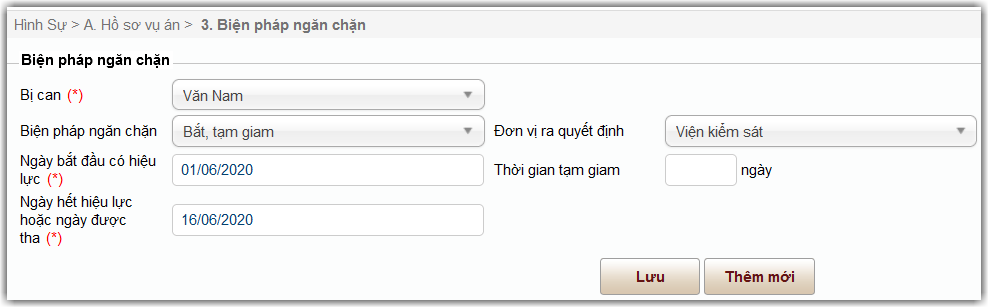 Hình Sự > A. Hồ sơ vụ án > 3. Biện pháp ngăn chặn
Biện pháp ngăn chặn
Bị can (*) Văn Nam
Biện pháp ngăn chặn Bắt, tạm giam Đơn vị ra quyết định Viện kiểm sát
Ngày bắt đầu có hiệu
lực (*) 01/06/2020 Thời gian tạm giam ngày
Ngày hết hiệu lực
hoặc ngày được
tha (*) 16/06/2020
Lưu Thêm mới